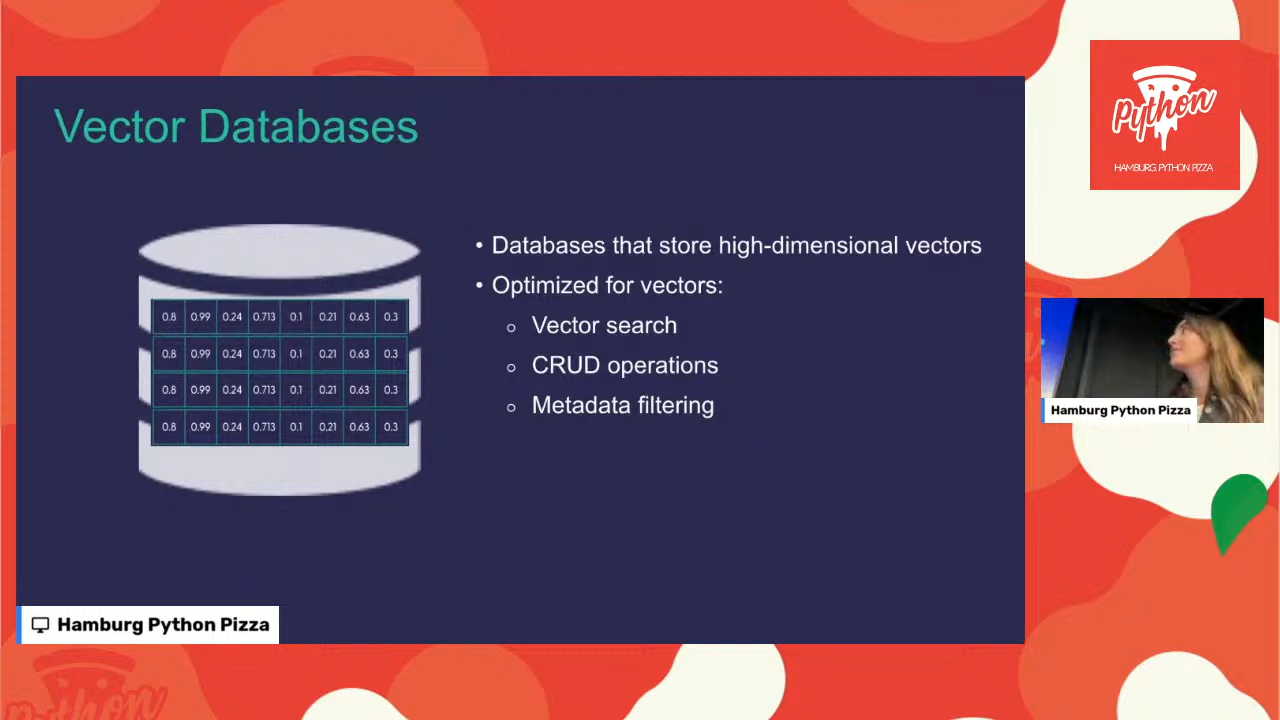 Vector Databases
0.8 0.99 0.24 0.713 0.1 0.21 0.63 0.3
0.8 0.99 0.24 0.713 0.1 0.21 0.63 0.3
0.8 0.99 0.24 0.713 0.1 0.21 0.63 0.3
0.8 0.99 0.24 0.713 0.1 0.21 0.63 0.3
• Databases that store high-dimensional vectors
• Optimized for vectors:
○ Vector search
○ CRUD operations
○ Metadata filtering
Hamburg Python Pizza
Python
HAMBURG PYTHON PIZZA
Hamburg Python Pizza
Python